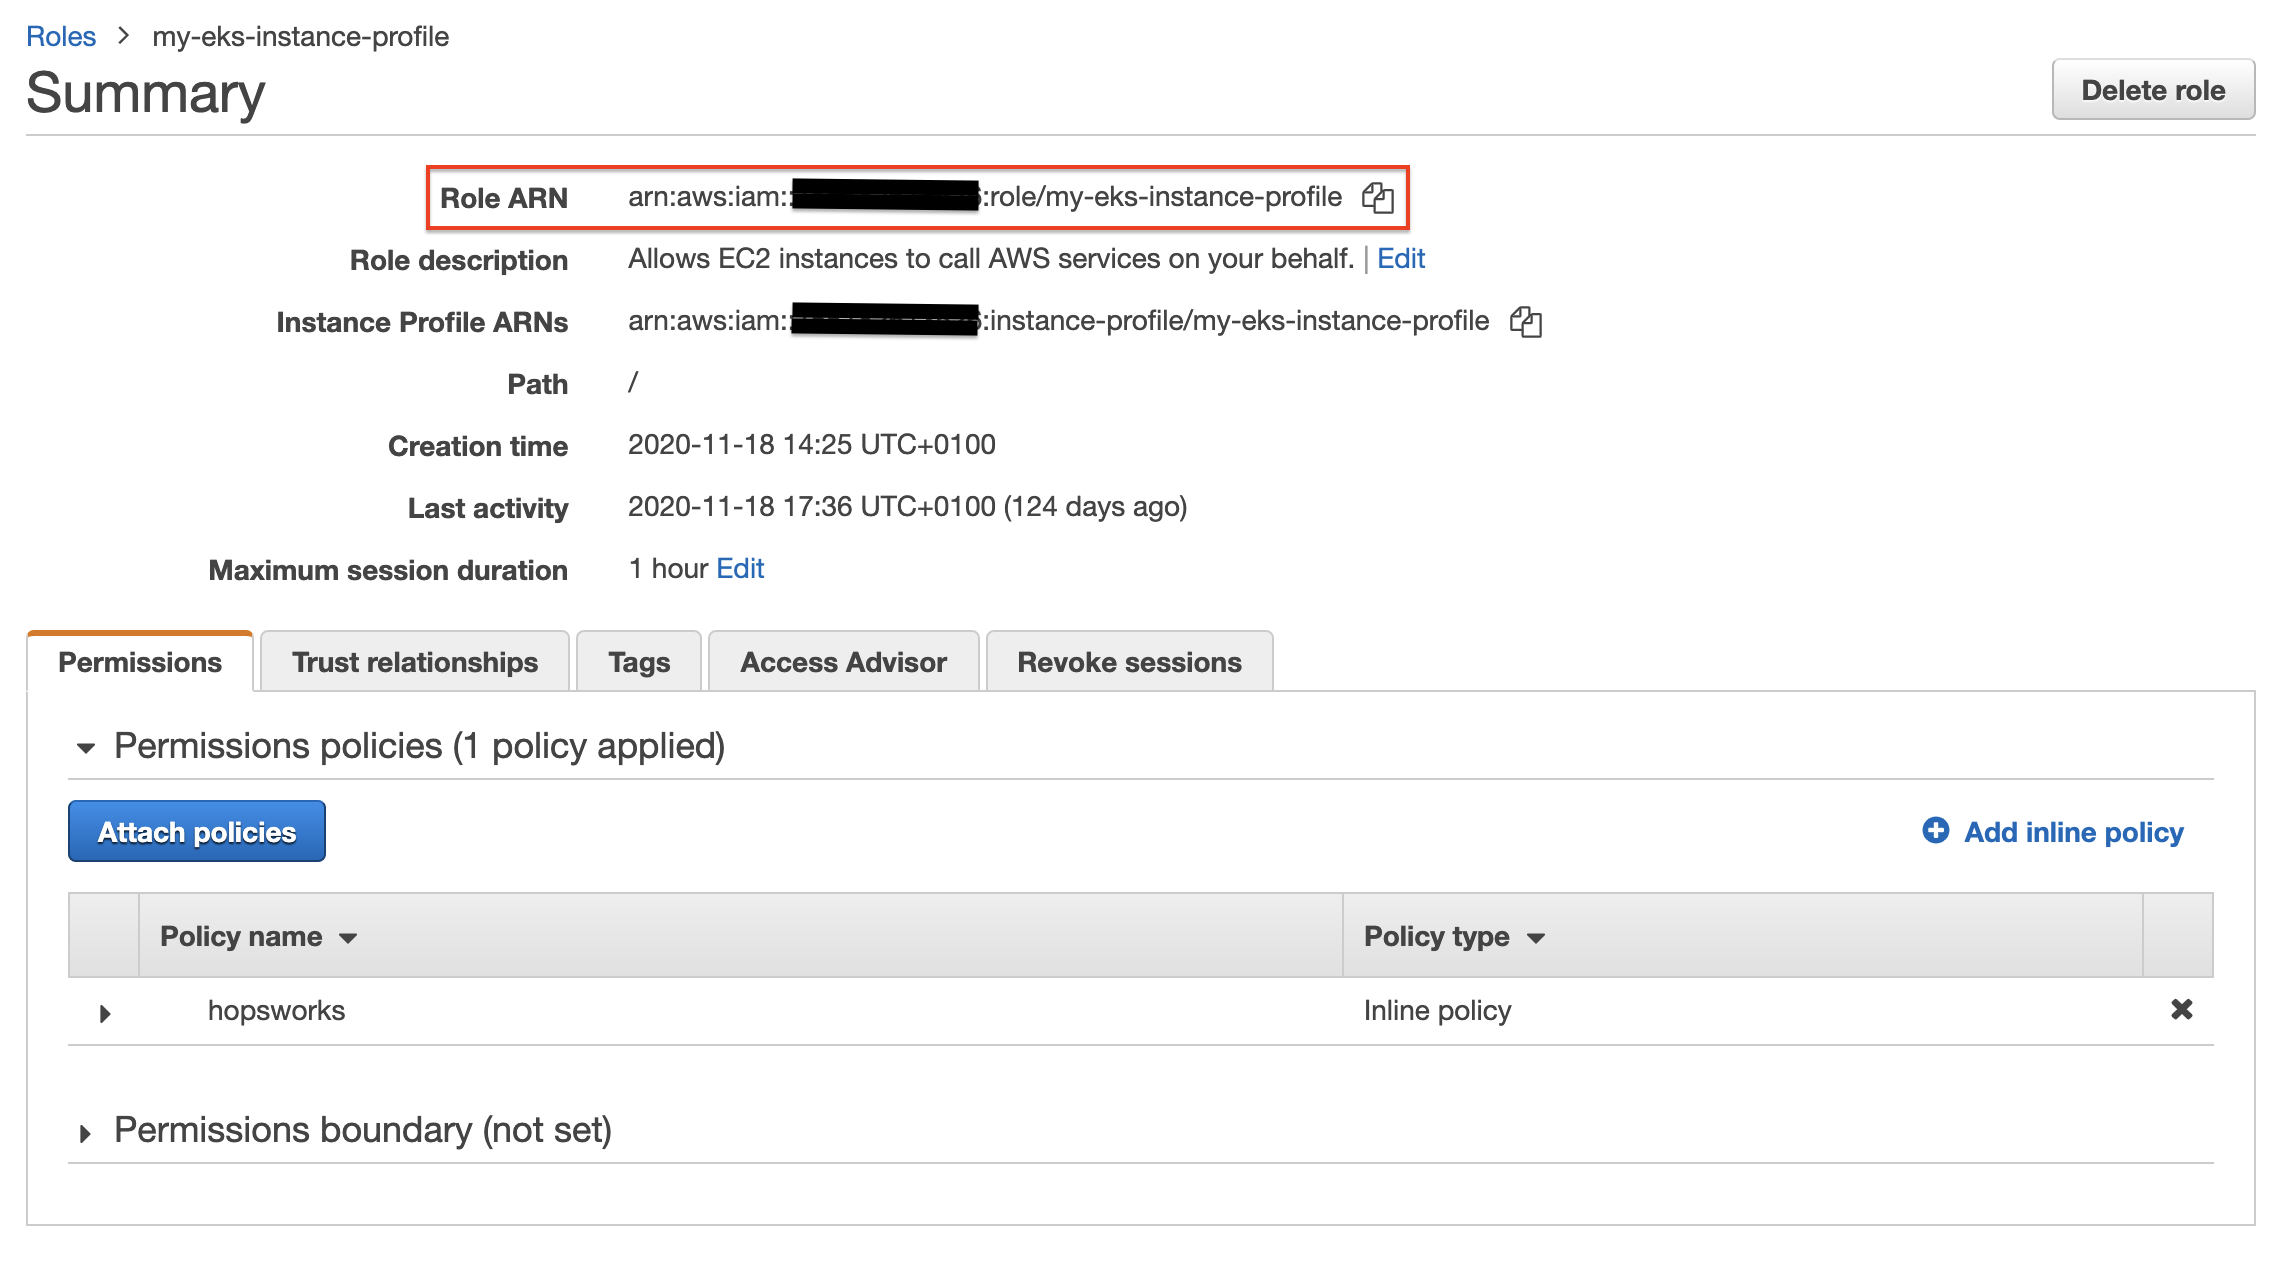 Roles > my-eks-instance-profile
Summary
Delete role
Role ARN arn:aws:iam:: :role/my-eks-instance-profile
Role description Allows EC2 instances to call AWS services on your behalf. | Edit
Instance Profile ARNs arn:aws:iam:: :instance-profile/my-eks-instance-profile
Path /
Creation time 2020-11-18 14:25 UTC+0100
Last activity 2020-11-18 17:36 UTC+0100 (124 days ago)
Maximum session duration 1 hour Edit
Permissions Trust relationships Tags Access Advisor Revoke sessions
Permissions policies (1 policy applied)
Attach policies Add inline policy
Policy name Policy type
hopsworks Inline policy
Permissions boundary (not set)